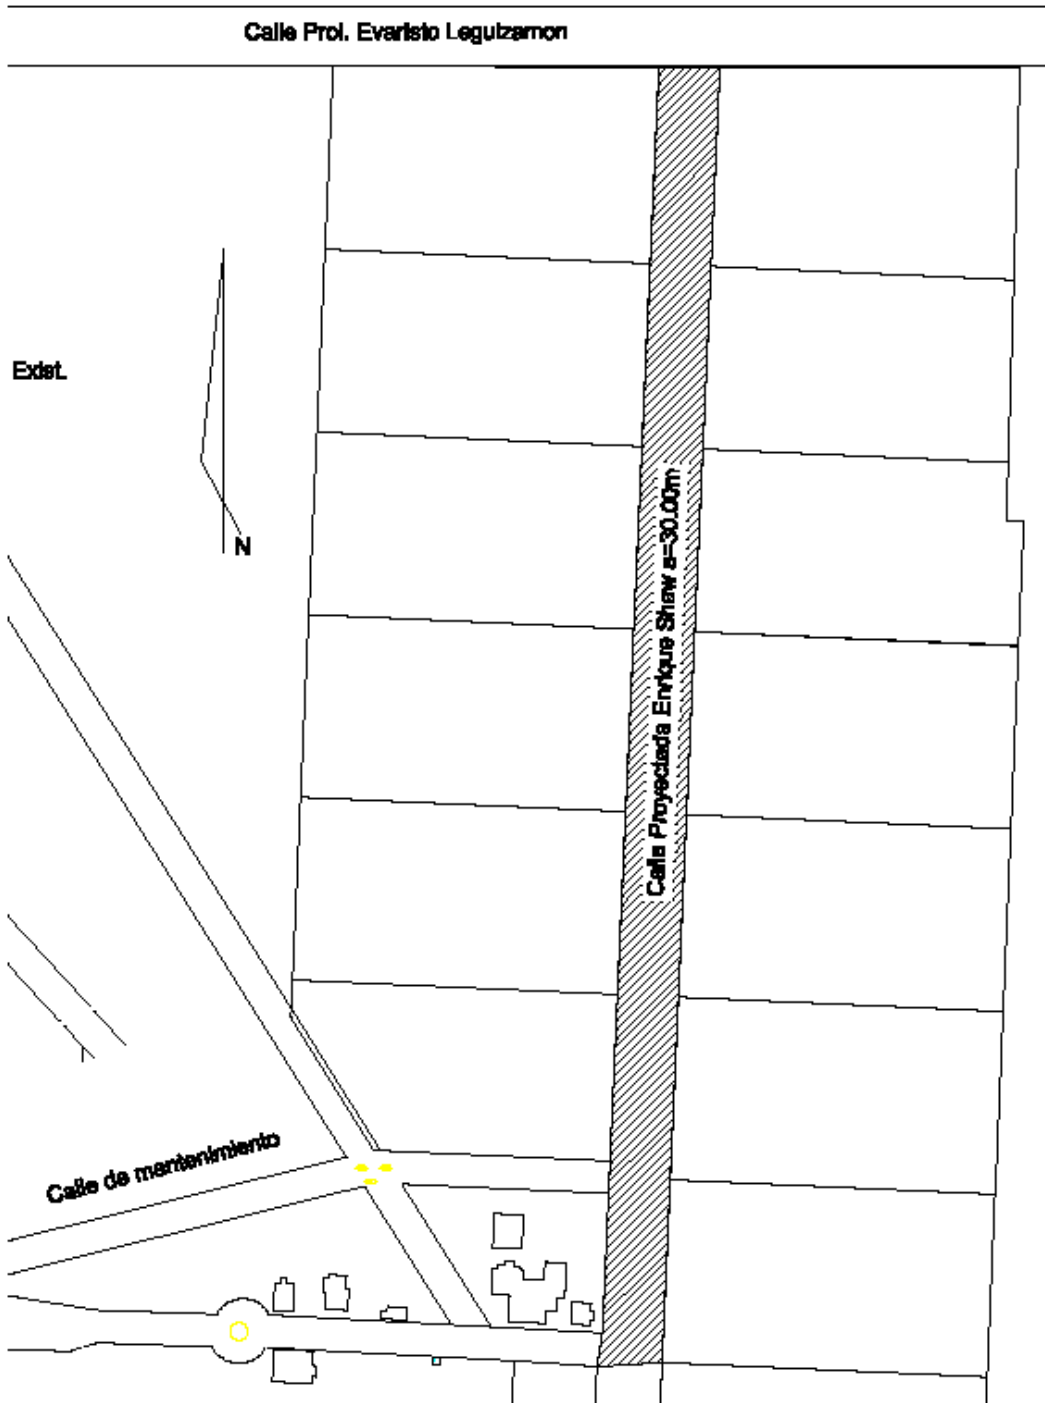 Calle Prol. Evaristo Leguizamon
Exist.
N
Calle Proyectada Enrique Shaw a=30.00m
Calle de mantenimiento